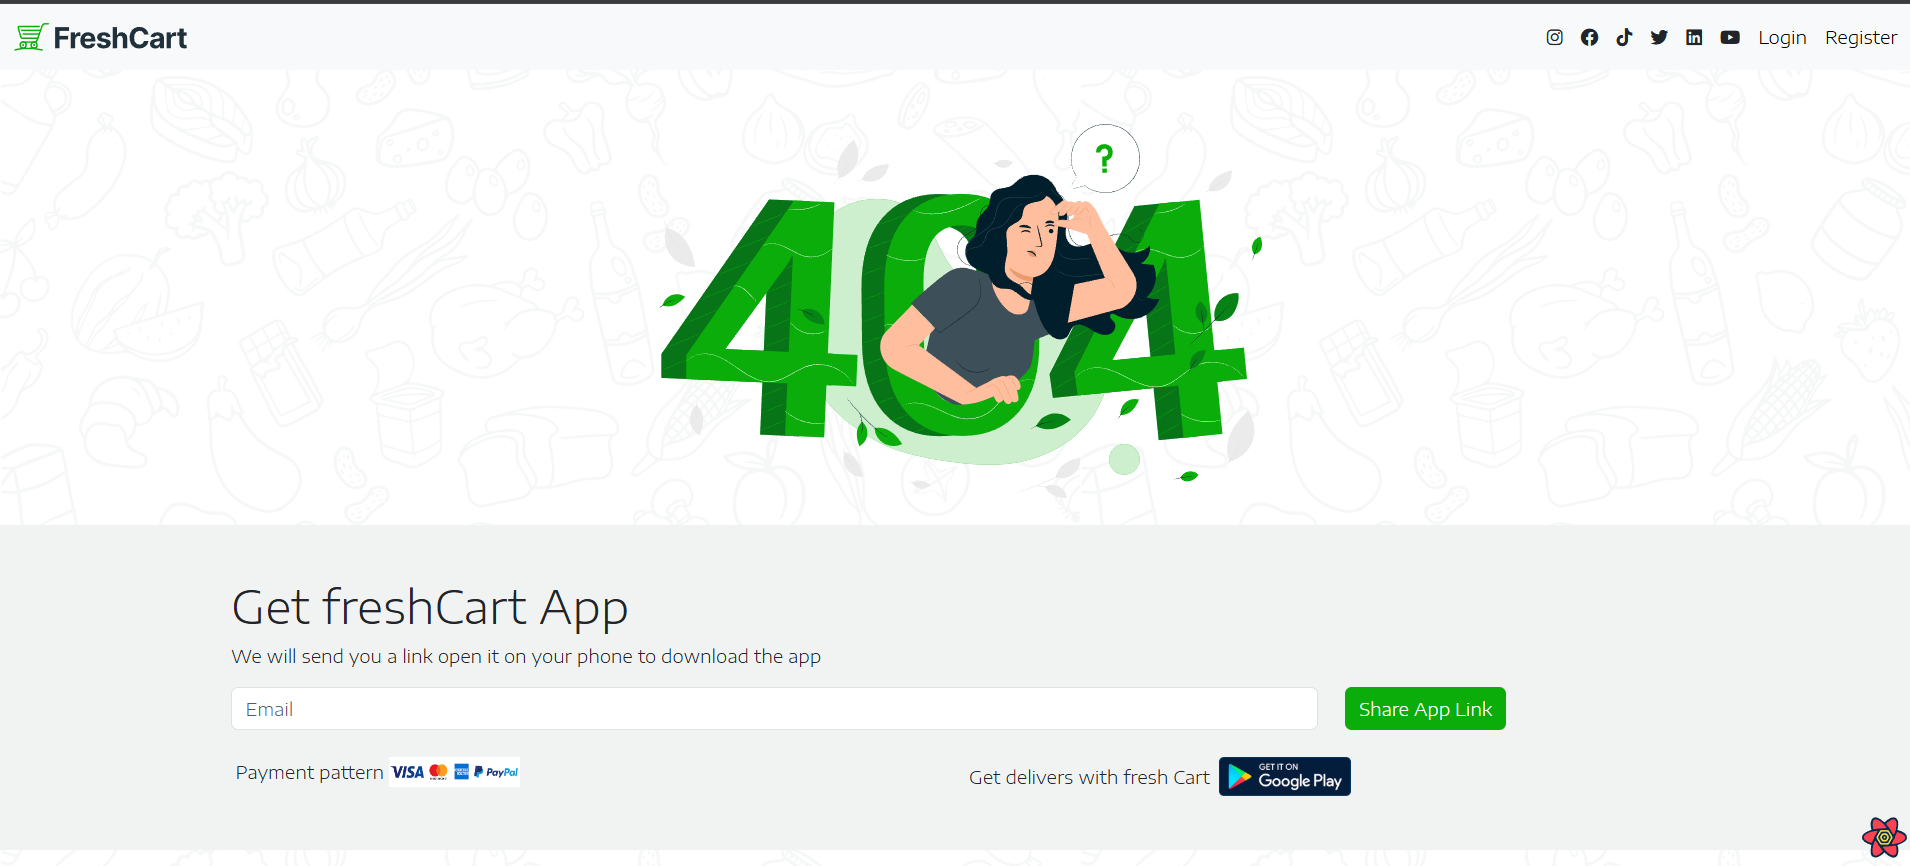 FreshCart
Login Register
?
404
Get freshCart App
We will send you a link open it on your phone to download the app
Email
Share App Link
Payment pattern VISA PayPal
Get delivers with fresh Cart GET IT ON
Google Play